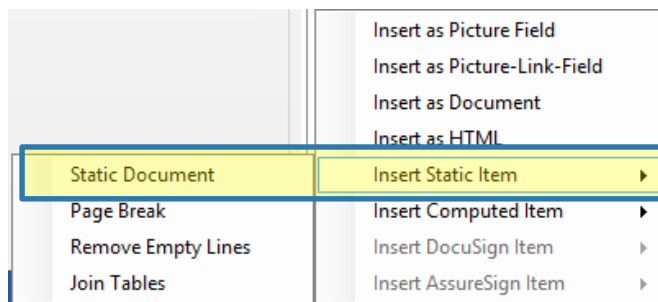 Insert as Picture Field
Insert as Picture-Link-Field
Insert as Document
Insert as HTML
Insert Static Item
Insert Computed Item
Insert DocuSign Item
Insert AssureSign Item
Static Document
Page Break
Remove Empty Lines
Join Tables